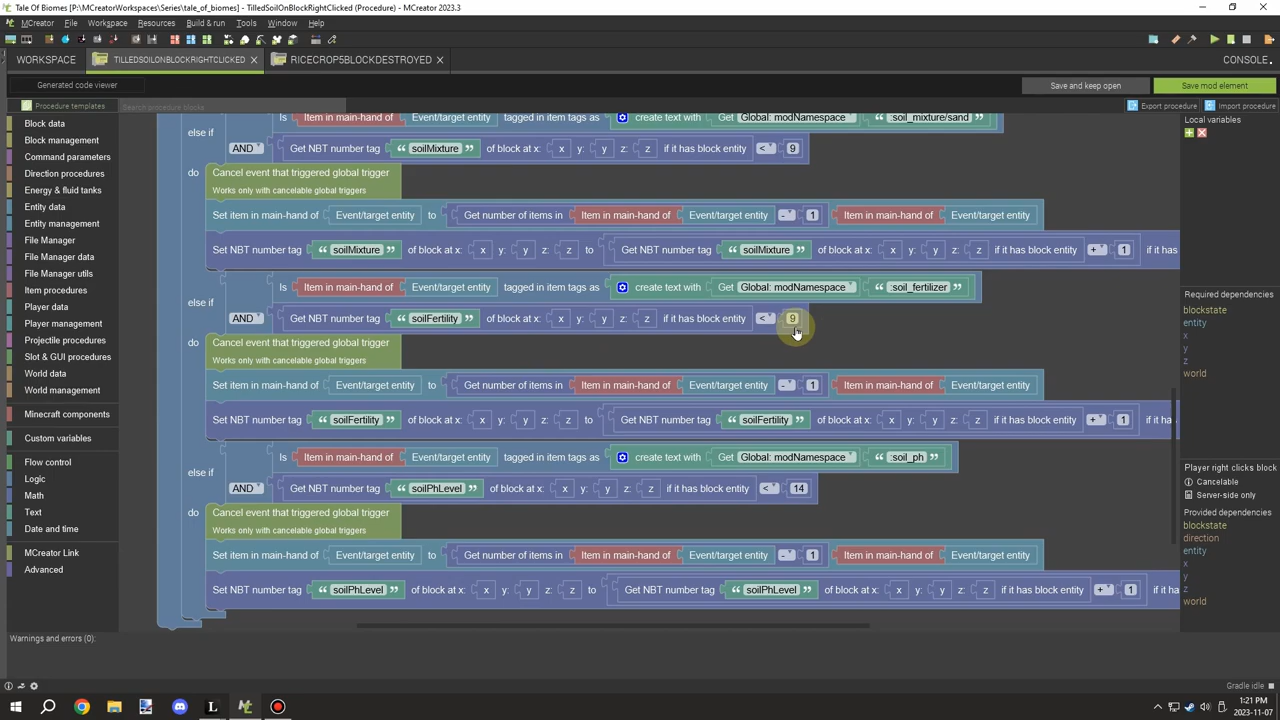 Tale Of Biomes [P:\MCreatorWorkspaces\Series\tale_of_biomes] - TilledSoilOnBlockRightClicked (Procedure) - MCreator 2023.3
MCreator File Workspace Resources Build & run Tools Window Help
WORKSPACE TILLEDSOILONBLOCKRIGHTCLICKED RICECROP5BLOCKDESTROYED CONSOLE
Generated code viewer Save and keep open Save mod element
Procedure templates Search procedure blocks Export procedure Import procedure
Block data
Block management
Command parameters
Direction procedures
Energy & fluid tanks
Entity data
Entity management
File Manager
File Manager data
File Manager utils
Item procedures
Player data
Player management
Projectile procedures
Slot & GUI procedures
World data
World management
Minecraft components
Custom variables
Flow control
Logic
Math
Text
Date and time
MCreator Link
Advanced
Is Item in main-hand of Event/target entity tagged in item tags as create text with Get Global: modNamespace “ :soil_mixture/sand ”
else if
AND Get NBT number tag “ soilMixture ” of block at x: x y: y z: z if it has block entity < 9
do Cancel event that triggered global trigger
Works only with cancelable global triggers
Set item in main-hand of Event/target entity to Get number of items in Item in main-hand of Event/target entity - 1 Item in main-hand of Event/target entity
Set NBT number tag “ soilMixture ” of block at x: x y: y z: z to Get NBT number tag “ soilMixture ” of block at x: x y: y z: z if it has block entity + 1 if it has
Is Item in main-hand of Event/target entity tagged in item tags as create text with Get Global: modNamespace “ :soil_fertilizer ”
else if
AND Get NBT number tag “ soilFertility ” of block at x: x y: y z: z if it has block entity < 9
do Cancel event that triggered global trigger
Works only with cancelable global triggers
Set item in main-hand of Event/target entity to Get number of items in Item in main-hand of Event/target entity - 1 Item in main-hand of Event/target entity
Set NBT number tag “ soilFertility ” of block at x: x y: y z: z to Get NBT number tag “ soilFertility ” of block at x: x y: y z: z if it has block entity + 1 if it has
Is Item in main-hand of Event/target entity tagged in item tags as create text with Get Global: modNamespace “ :soil_ph ”
else if
AND Get NBT number tag “ soilPhLevel ” of block at x: x y: y z: z if it has block entity < 14
do Cancel event that triggered global trigger
Works only with cancelable global triggers
Set item in main-hand of Event/target entity to Get number of items in Item in main-hand of Event/target entity - 1 Item in main-hand of Event/target entity
Set NBT number tag “ soilPhLevel ” of block at x: x y: y z: z to Get NBT number tag “ soilPhLevel ” of block at x: x y: y z: z if it has block entity + 1 if it
Local variables
Required dependencies
blockstate
entity
x
y
z
world
Player right clicks block
Cancelable
Server-side only
Provided dependencies
blockstate
direction
entity
x
y
z
world
Warnings and errors (0):
Gradle idle
1:21 PM
2023-11-07